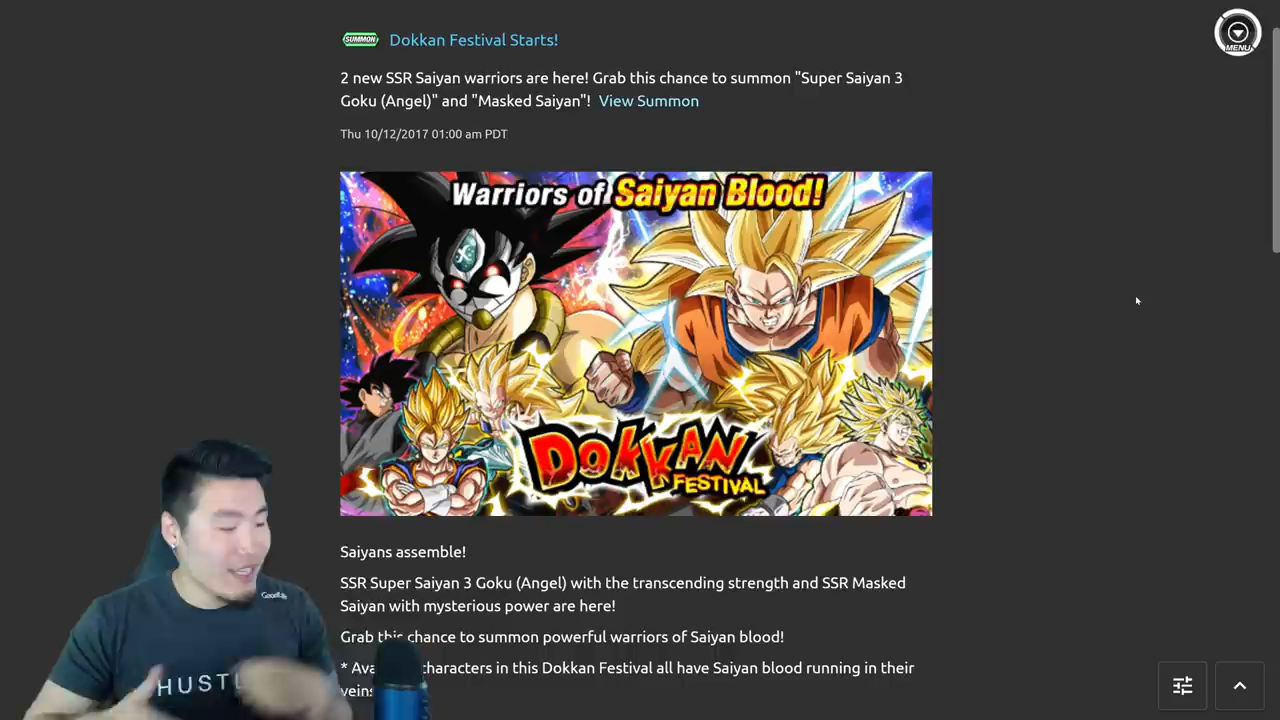 SUMMON Dokkan Festival Starts!
MENU
2 new SSR Saiyan warriors are here! Grab this chance to summon "Super Saiyan 3
Goku (Angel)" and "Masked Saiyan"! View Summon
Thu 10/12/2017 01:00 am PDT
Warriors of Saiyan Blood!
DOKKAN
FESTIVAL
Saiyans assemble!
SSR Super Saiyan 3 Goku (Angel) with the transcending strength and SSR Masked
Saiyan with mysterious power are here!
Grab this chance to summon powerful warriors of Saiyan blood!
* characters in this Dokkan Festival all have Saiyan blood running in their
veins
HUSTL